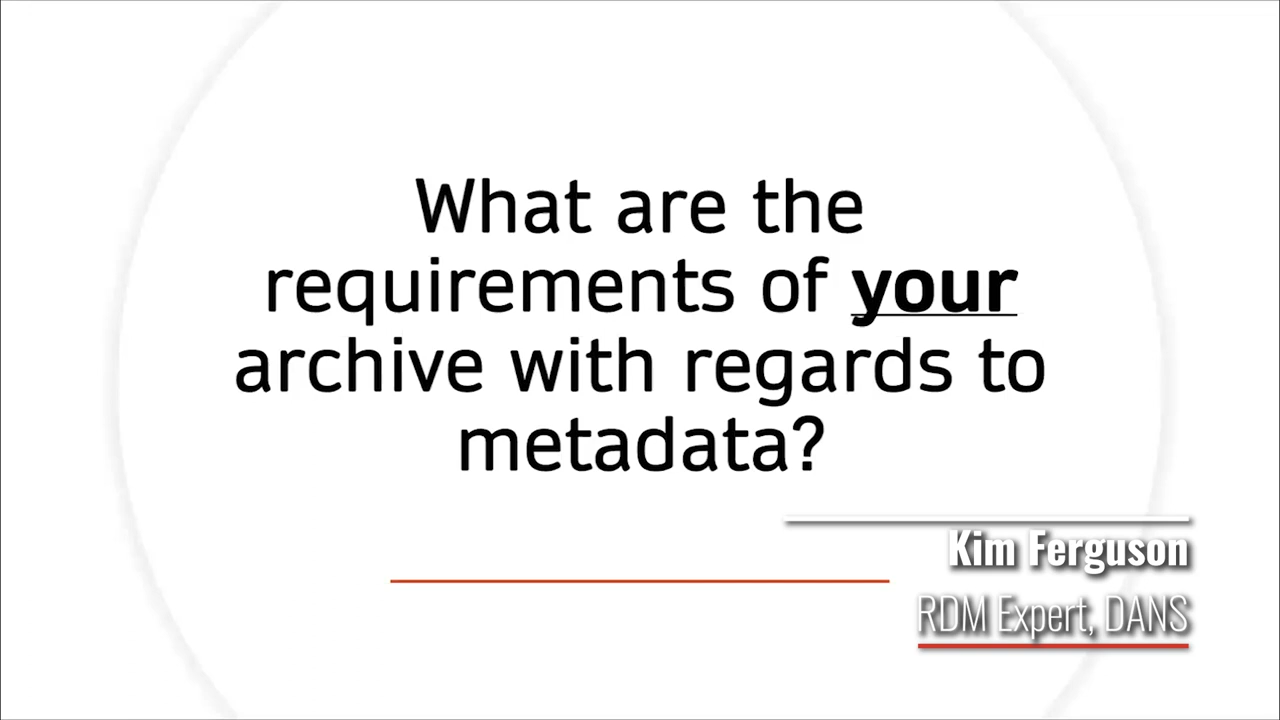 What are the
requirements of your
archive with regards to
metadata?
Kim Ferguson
RDM Expert, DANS